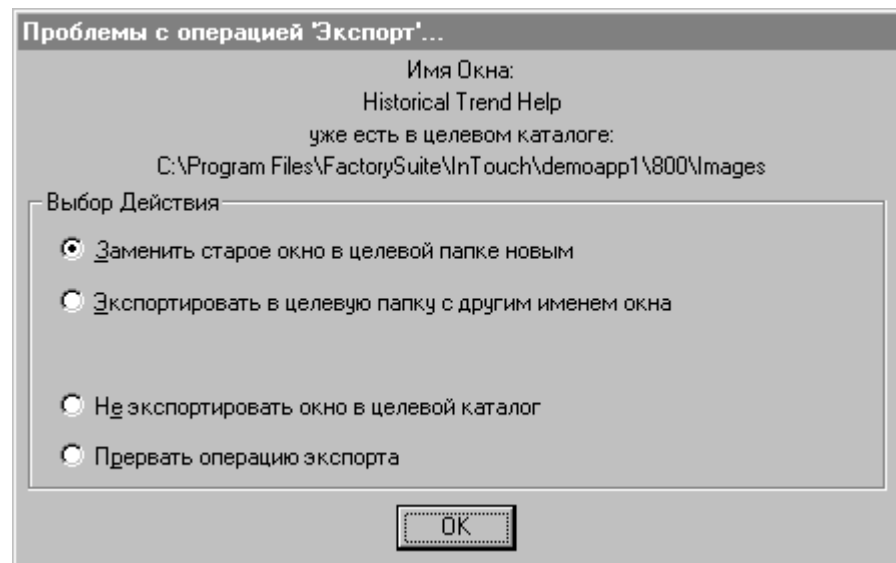 Проблемы с операцией 'Экспорт'...
Имя Окна:
Historical Trend Help
уже есть в целевом каталоге:
C:\Program Files\FactorySuite\InTouch\demoapp1\800\Images
Выбор Действия
Заменить старое окно в целевой папке новым
Экспортировать в целевую папку с другим именем окна
Не экспортировать окно в целевой каталог
Прервать операцию экспорта
OK